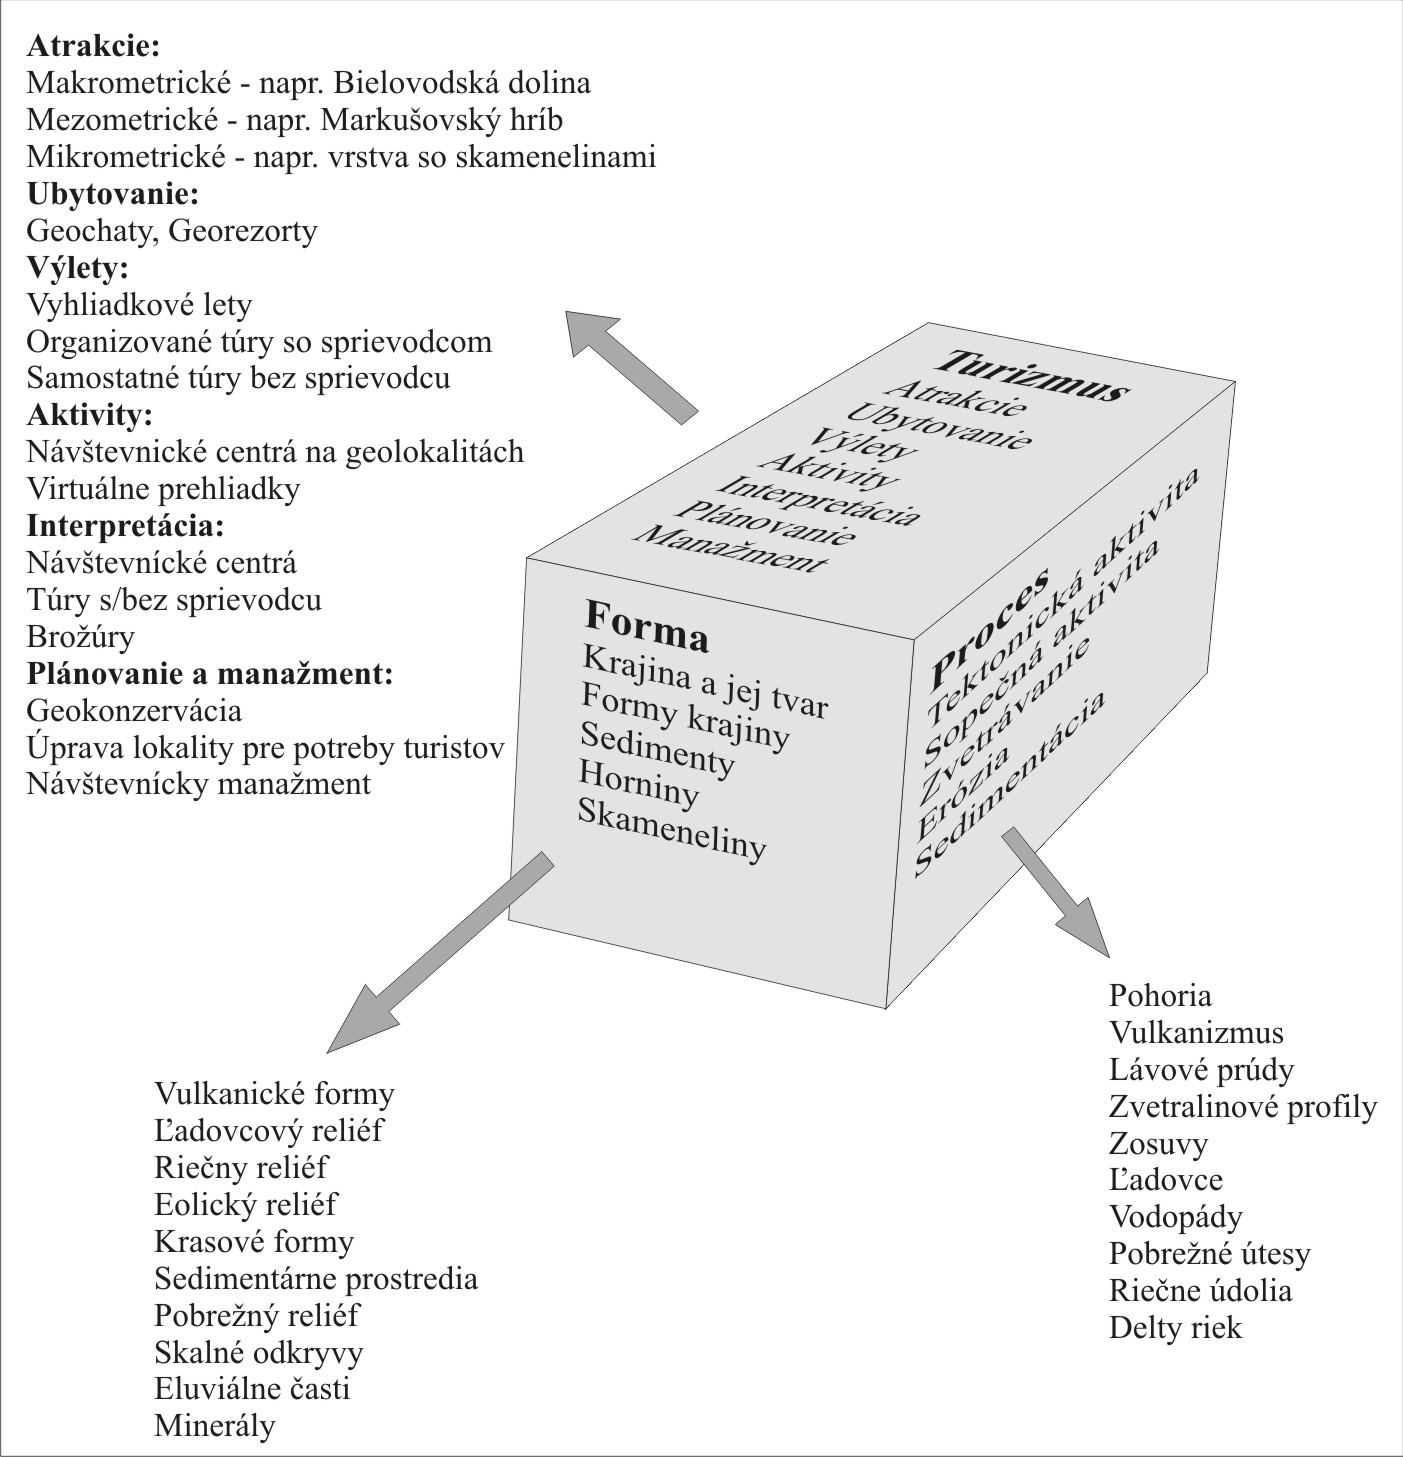 Atrakcie:
Makrometrické - napr. Bielovodská dolina
Mezometrické - napr. Markušovský hríb
Mikrometrické - napr. vrstva so skamenelinami
Ubytovanie:
Geochaty, Georezorty
Výlety:
Vyhliadkové lety
Organizované túry so sprievodcom
Samostatné túry bez sprievodcu
Aktivity:
Návštevnické centrá na geolokalitách
Virtuálne prehliadky
Interpretácia:
Návštevnícké centrá
Túry s/bez sprievodcu
Brožúry
Plánovanie a manažment:
Geokonzervácia
Úprava lokality pre potreby turistov
Návštevnícky manažment
Turizmus
Atrakcie
Ubytovanie
Výlety
Aktivity
Interpretácia
Plánovanie
Manažment
Forma
Krajina a jej tvar
Formy krajiny
Sedimenty
Horniny
Skameneliny
Proces
Tektonická aktivita
Sopečná aktivita
Zvetrávanie
Erózia
Sedimentácia
Vulkanické formy
Ľadovcový reliéf
Riečny reliéf
Eolický reliéf
Krasové formy
Sedimentárne prostredia
Pobrežný reliéf
Skalné odkryvy
Eluviálne časti
Minerály
Pohoria
Vulkanizmus
Lávové prúdy
Zvetralinové profily
Zosuvy
Ľadovce
Vodopády
Pobrežné útesy
Riečne údolia
Delty riek